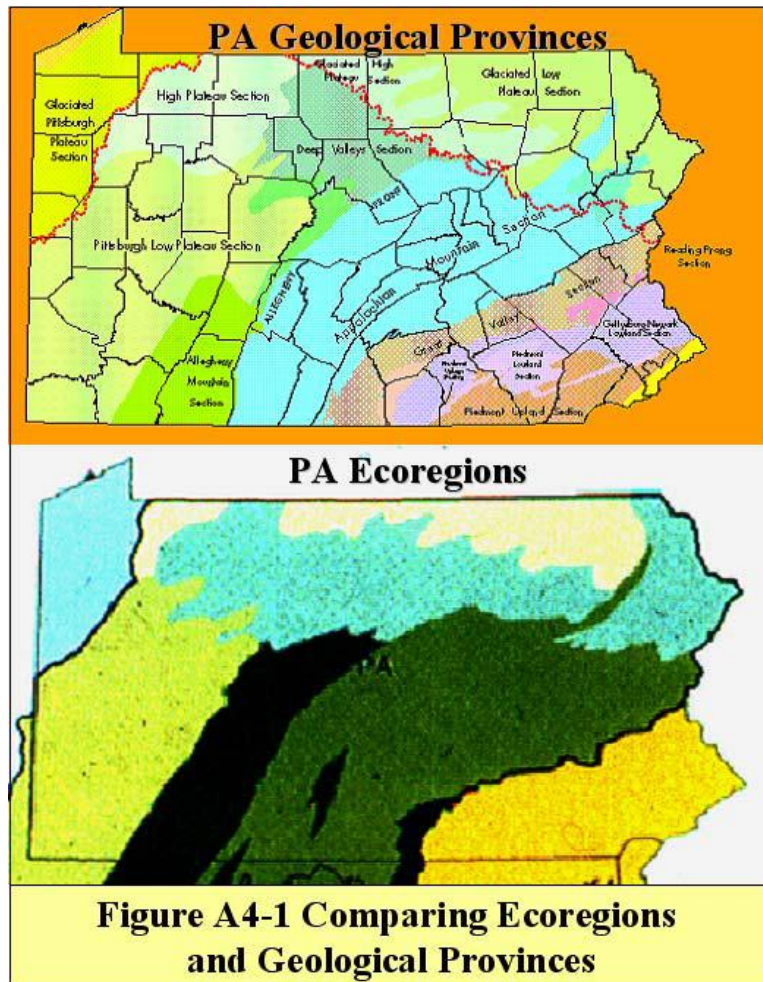 PA Geological Provinces
Glaciated High
Plateau Section
Glaciated Low
Plateau Section
High Plateau Section
Glaciated
Pittsburgh
Plateau
Section
Deep Valleys Section
FRONT
Pittsburgh Low Plateau Section
ALLEGHENY
Appalachian Mountain Section
Reading Prong
Section
Great Valley Section
Gettysburg Newark
Lowland Section
Allegheny
Mountain
Section
Piedmont
Lowland
Section
Piedmont Upland Section
PA Ecoregions
PA
Figure A4-1 Comparing Ecoregions
and Geological Provinces